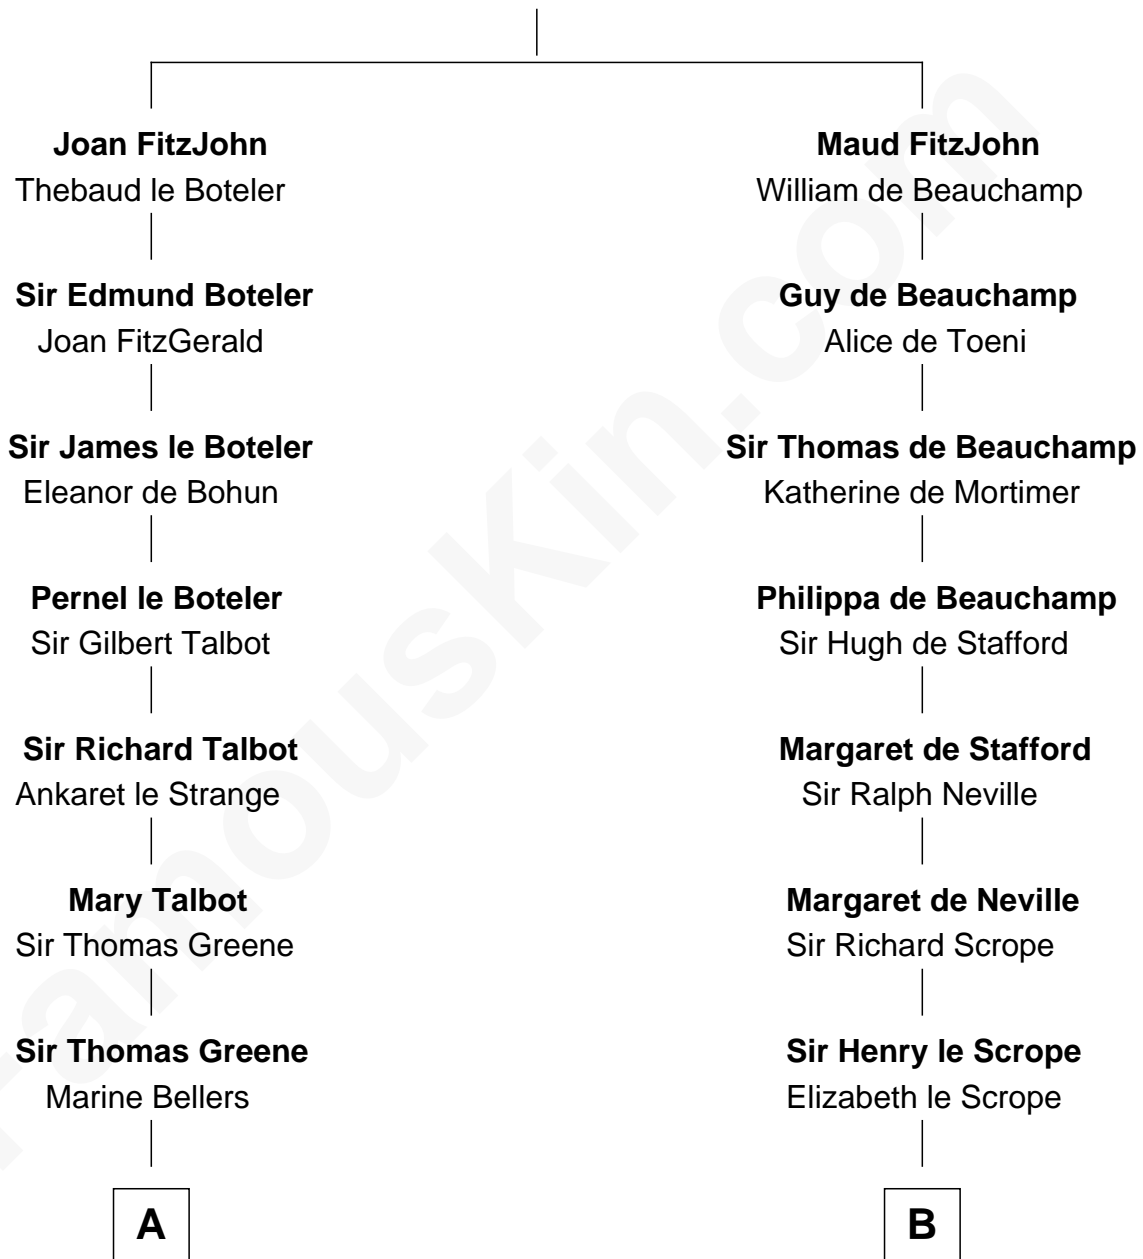 Joan FitzJohn
Thebaud le Boteler
Sir Edmund Boteler
Joan FitzGerald
Sir James le Boteler
Eleanor de Bohun
Pernel le Boteler
Sir Gilbert Talbot
Sir Richard Talbot
Ankaret le Strange
Mary Talbot
Sir Thomas Greene
Sir Thomas Greene
Marine Bellers
A
Maud FitzJohn
William de Beauchamp
Guy de Beauchamp
Alice de Toeni
Sir Thomas de Beauchamp
Katherine de Mortimer
Philippa de Beauchamp
Sir Hugh de Stafford
Margaret de Stafford
Sir Ralph Neville
Margaret de Neville
Sir Richard Scrope
Sir Henry le Scrope
Elizabeth le Scrope
B
FamousKin.com